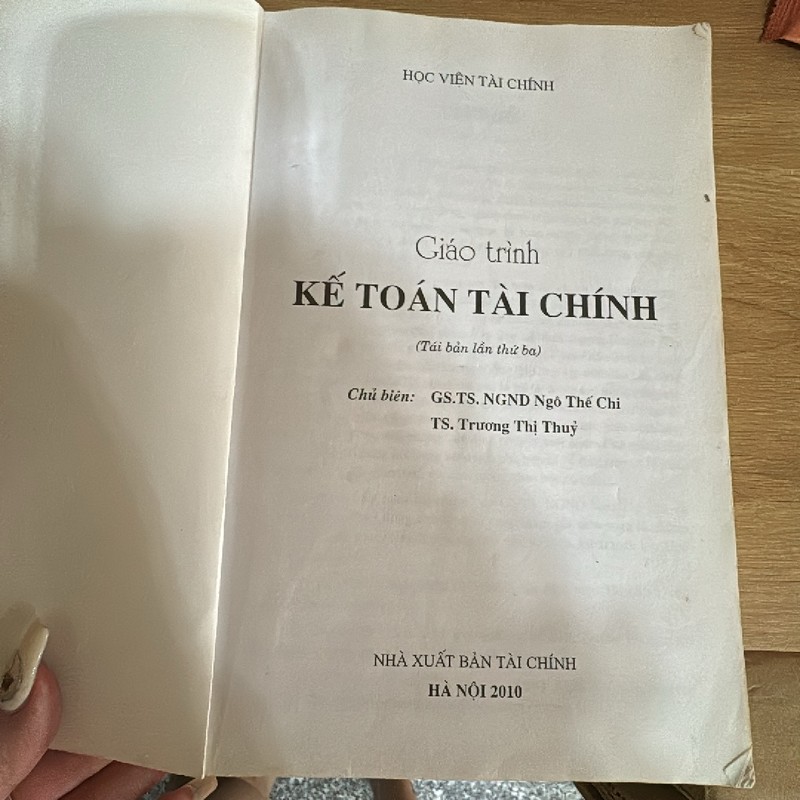 HỌC VIỆN TÀI CHÍNH
Giáo trình
KẾ TOÁN TÀI CHÍNH
(Tái bản lần thứ ba)
Chủ biên: GS.TS. NGND Ngô Thế Chi
TS. Trương Thị Thuỷ
NHÀ XUẤT BẢN TÀI CHÍNH
HÀ NỘI 2010